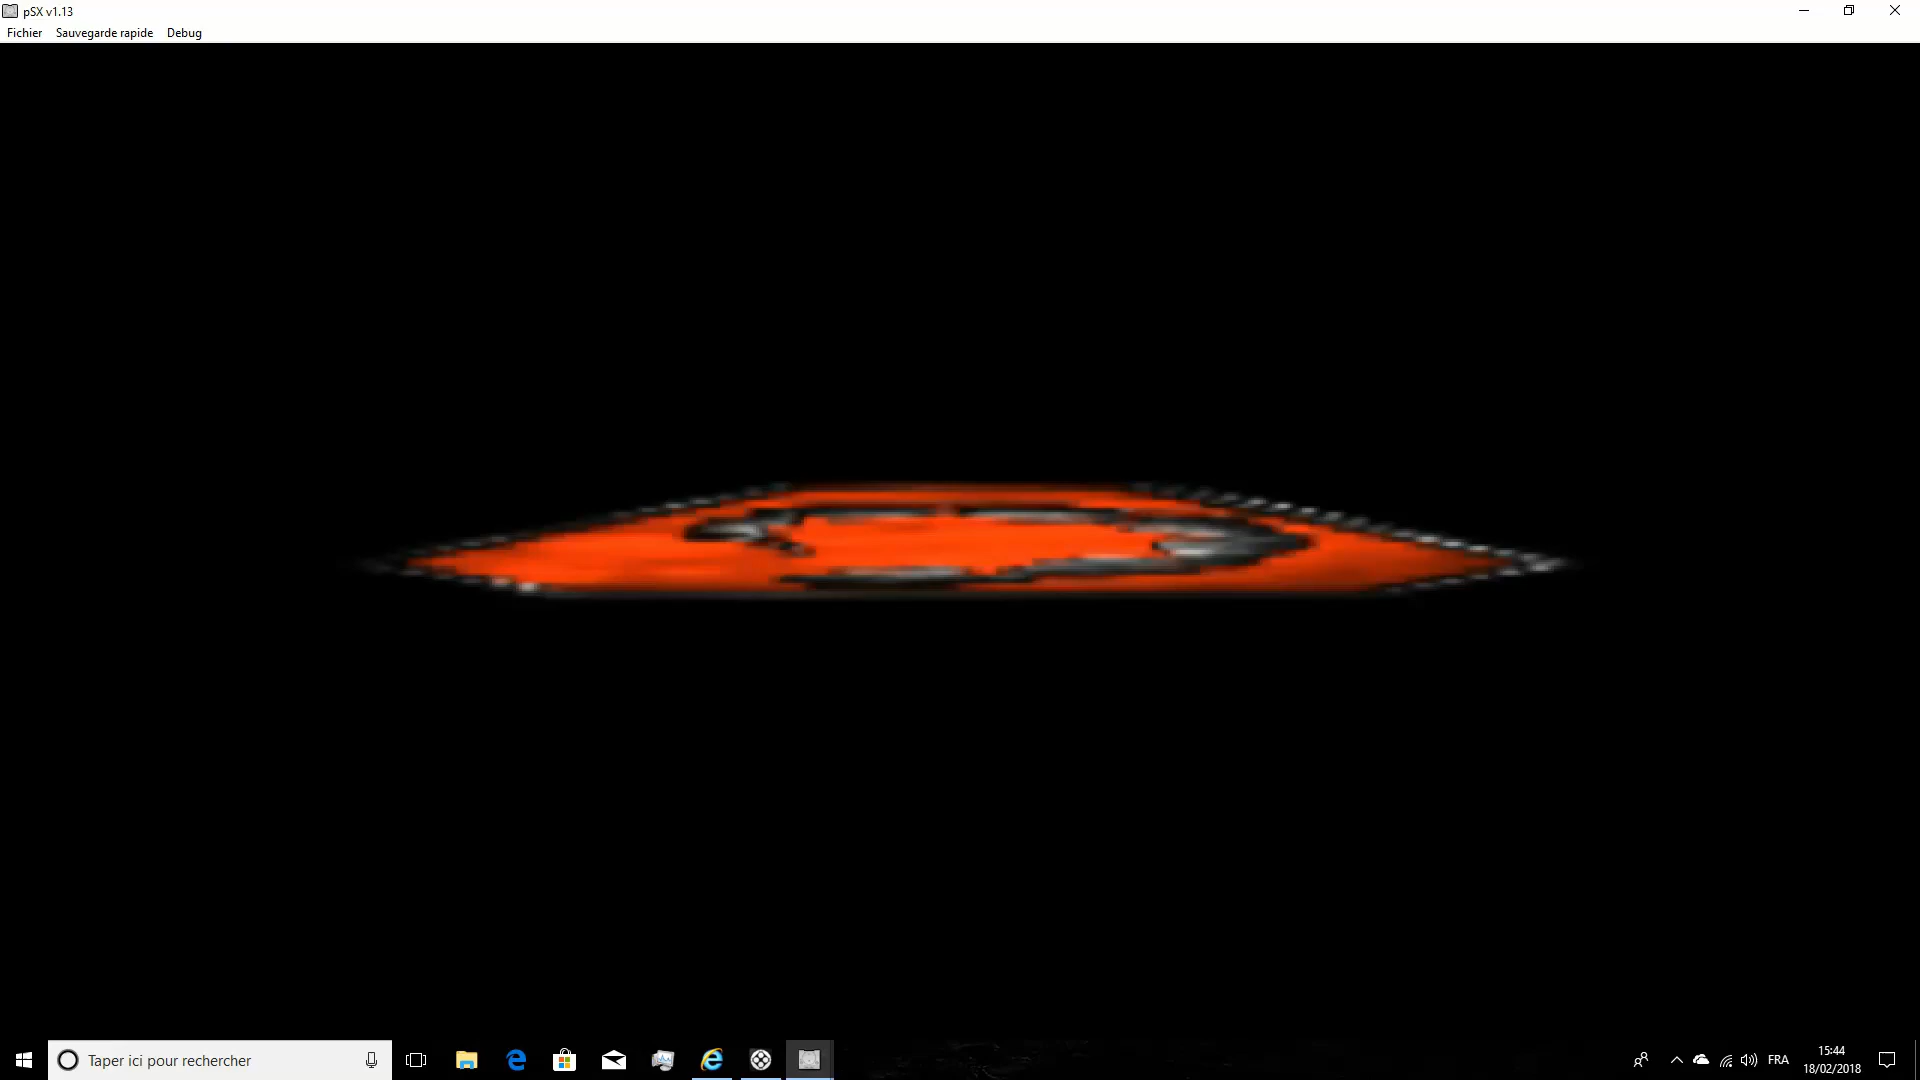 pSX v1.13
Fichier Sauvegarde rapide Debug
Taper ici pour rechercher
FRA
15:44
18/02/2018